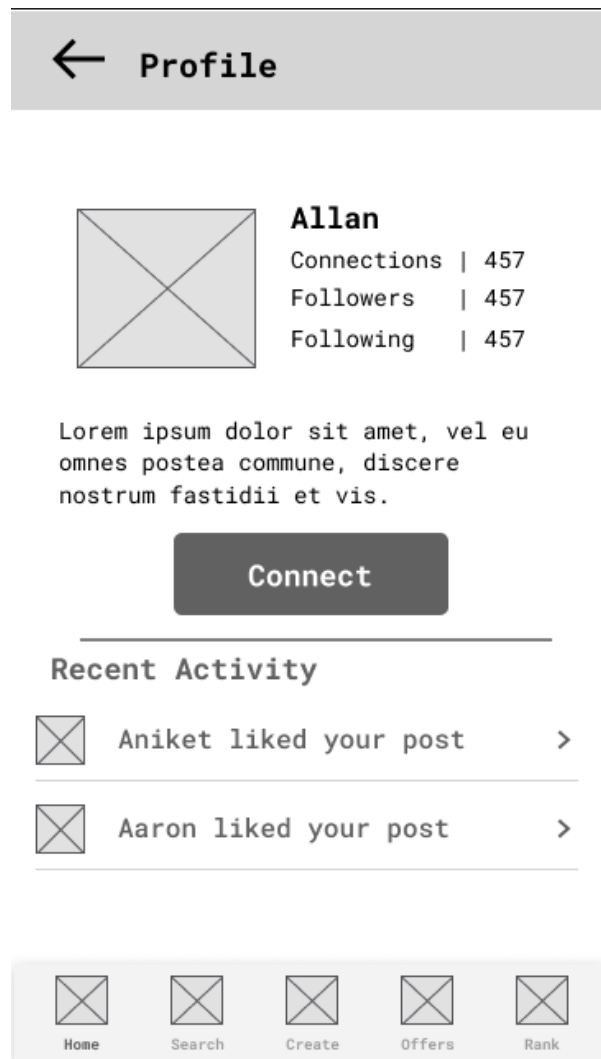 Profile
Allan
Connections | 457
Followers | 457
Following | 457
Lorem ipsum dolor sit amet, vel eu
omnes postea commune, discere
nostrum fastidii et vis.
Connect
Recent Activity
Aniket liked your post
Aaron liked your post
Home Search Create Offers Rank